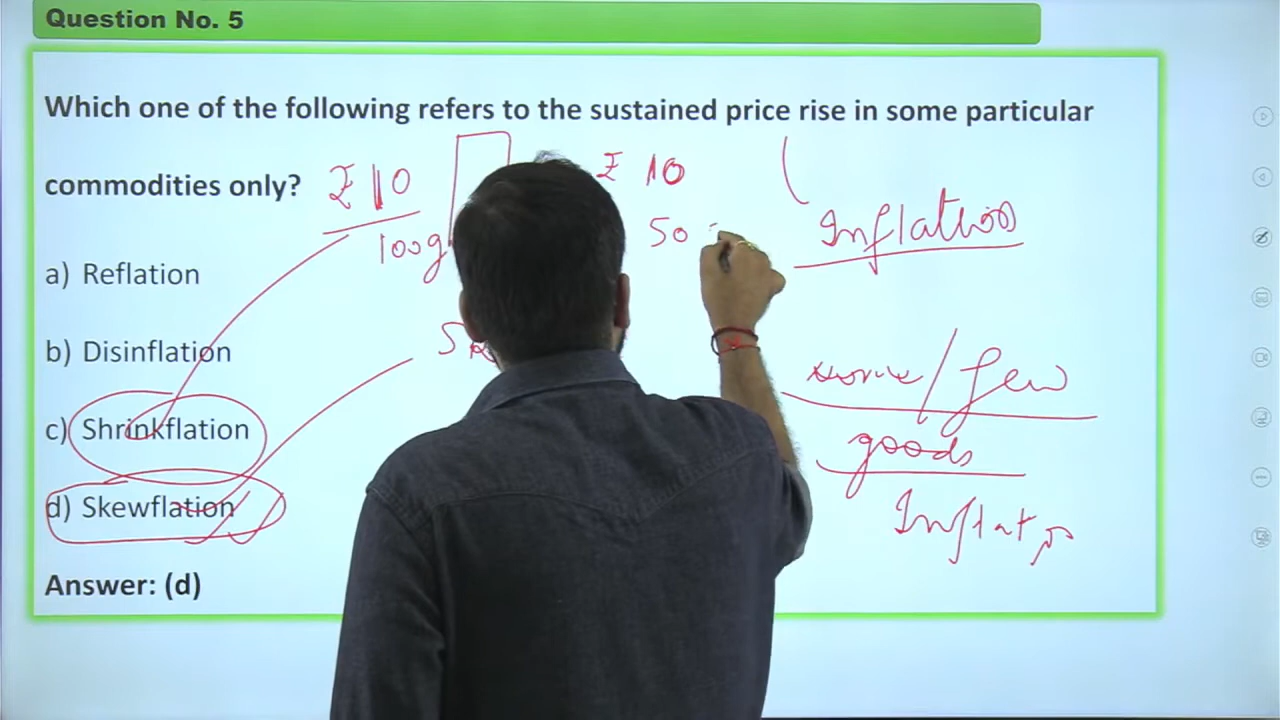 Question No. 5
Which one of the following refers to the sustained price rise in some particular
commodities only?
₹ 10
100g
₹ 10
50
Inflation
a) Reflation
b) Disinflation
some / few
c) Shrinkflation
goods
d) Skewflation
Inflat
Answer: (d)